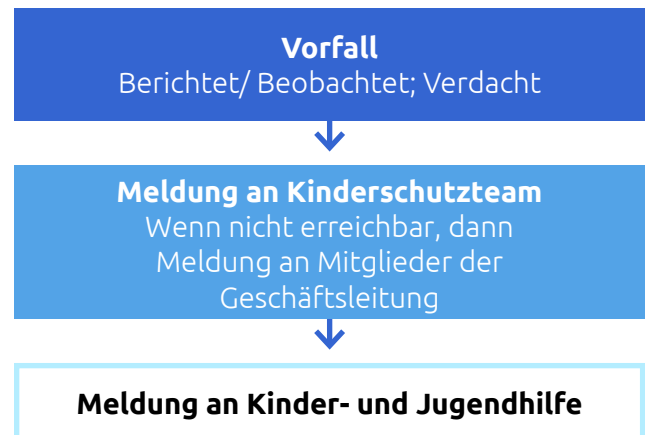 Vorfall
Berichtet/ Beobachtet; Verdacht
Meldung an Kinderschutzteam
Wenn nicht erreichbar, dann
Meldung an Mitglieder der
Geschäftsleitung
Meldung an Kinder- und Jugendhilfe